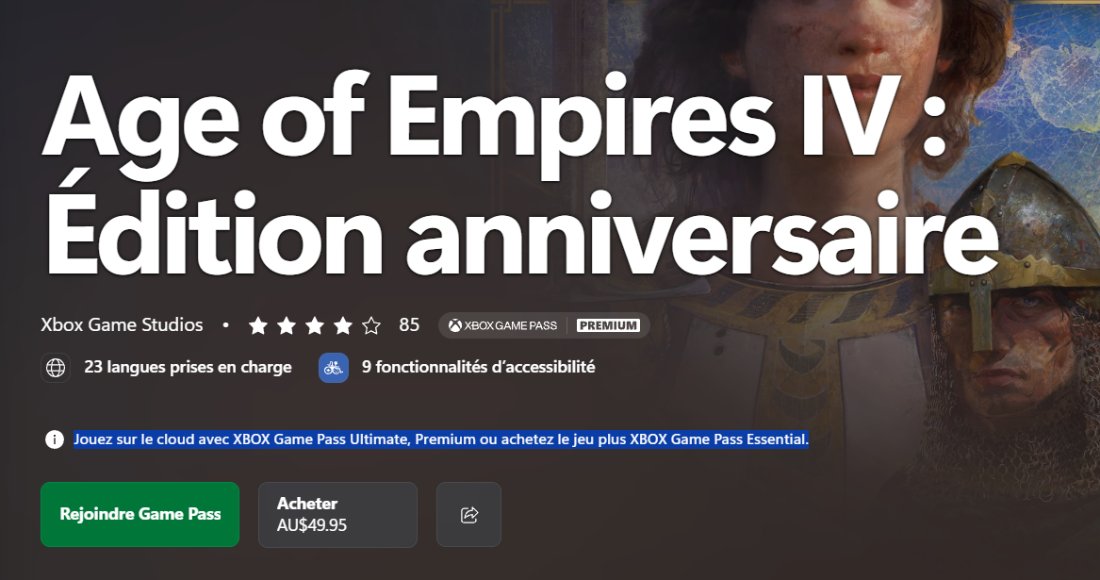 Age of Empires IV :
Édition anniversaire
Xbox Game Studios • 85 XBOX GAME PASS PREMIUM
23 langues prises en charge 9 fonctionnalités d’accessibilité
Jouez sur le cloud avec XBOX Game Pass Ultimate, Premium ou achetez le jeu plus XBOX Game Pass Essential.
Rejoindre Game Pass
Acheter
AU$49.95